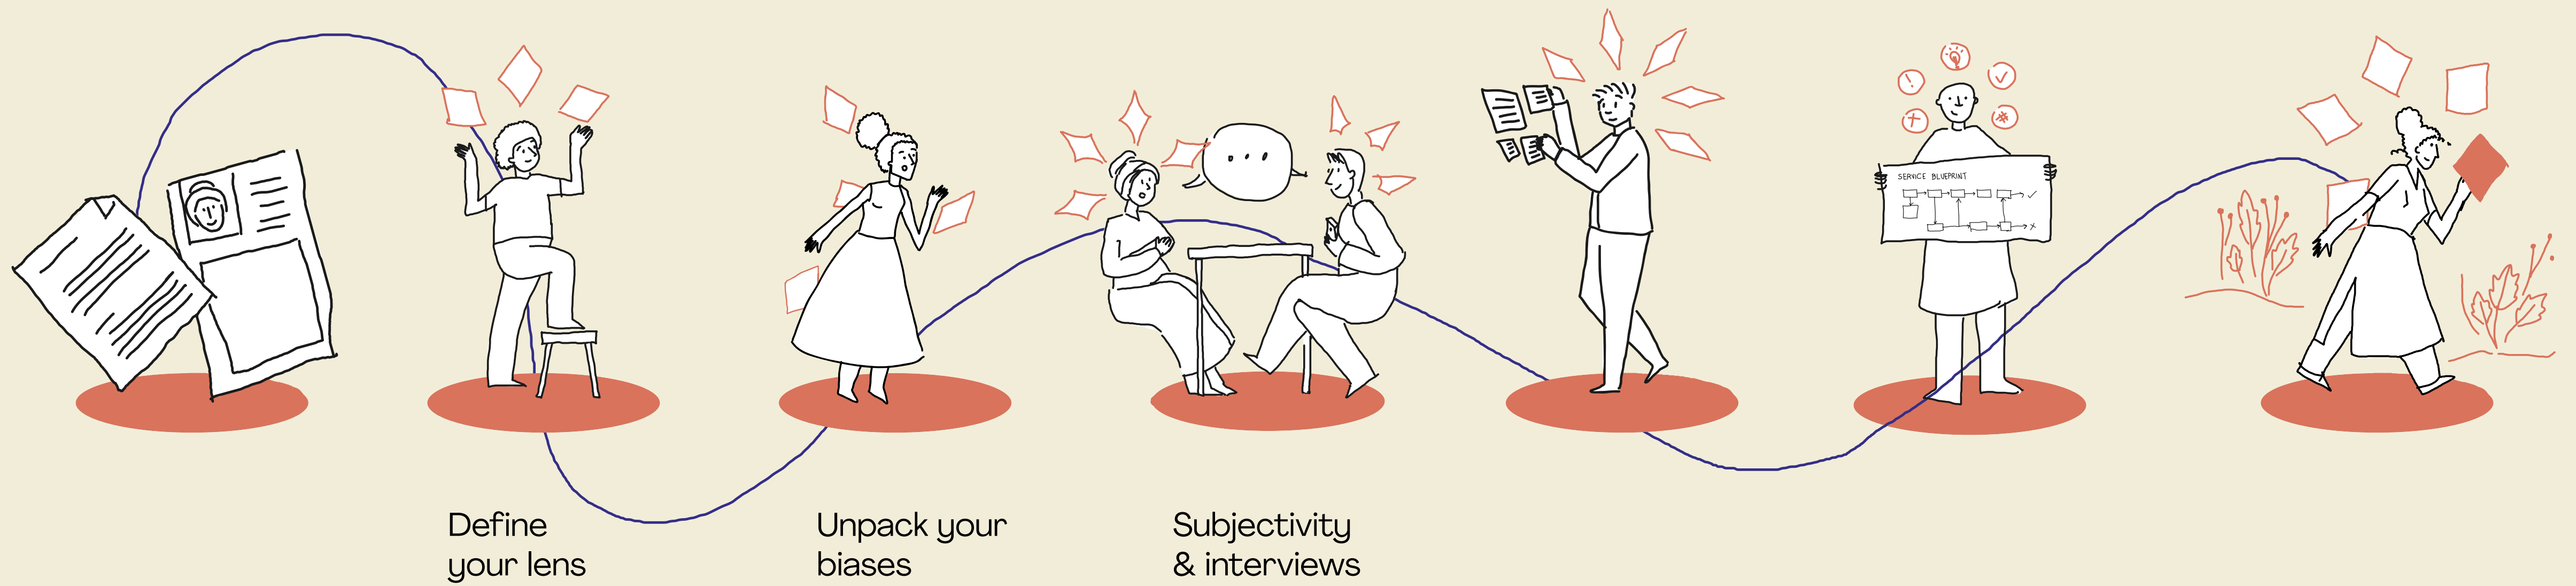 SERVICE BLUEPRINT
Define
your lens
Unpack your
biases
Subjectivity
& interviews